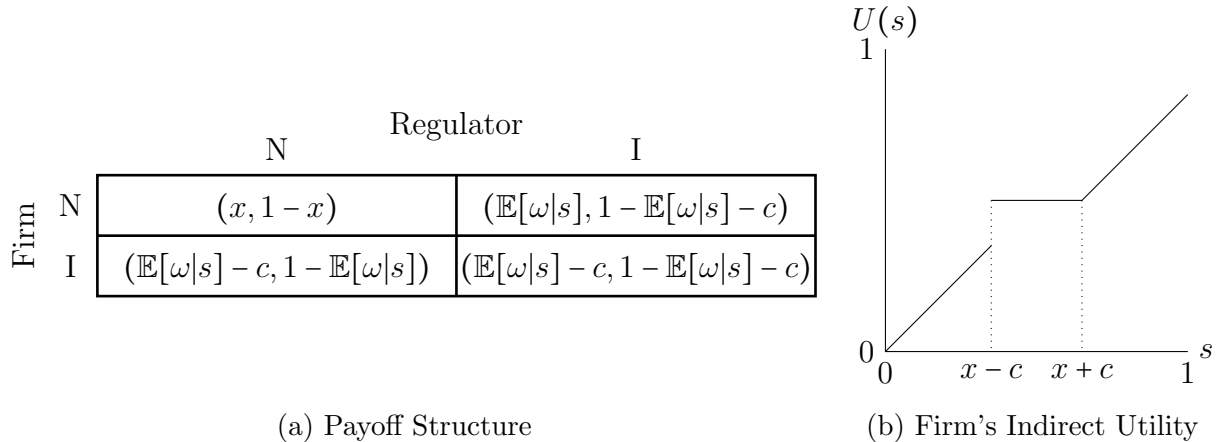 Regulator
N I
Firm
N (x, 1 − x) (𝔼[ω|s], 1 − 𝔼[ω|s] − c)
I (𝔼[ω|s] − c, 1 − 𝔼[ω|s]) (𝔼[ω|s] − c, 1 − 𝔼[ω|s] − c)
(a) Payoff Structure
U(s)
1
0
0 x − c x + c 1 s
(b) Firm's Indirect Utility